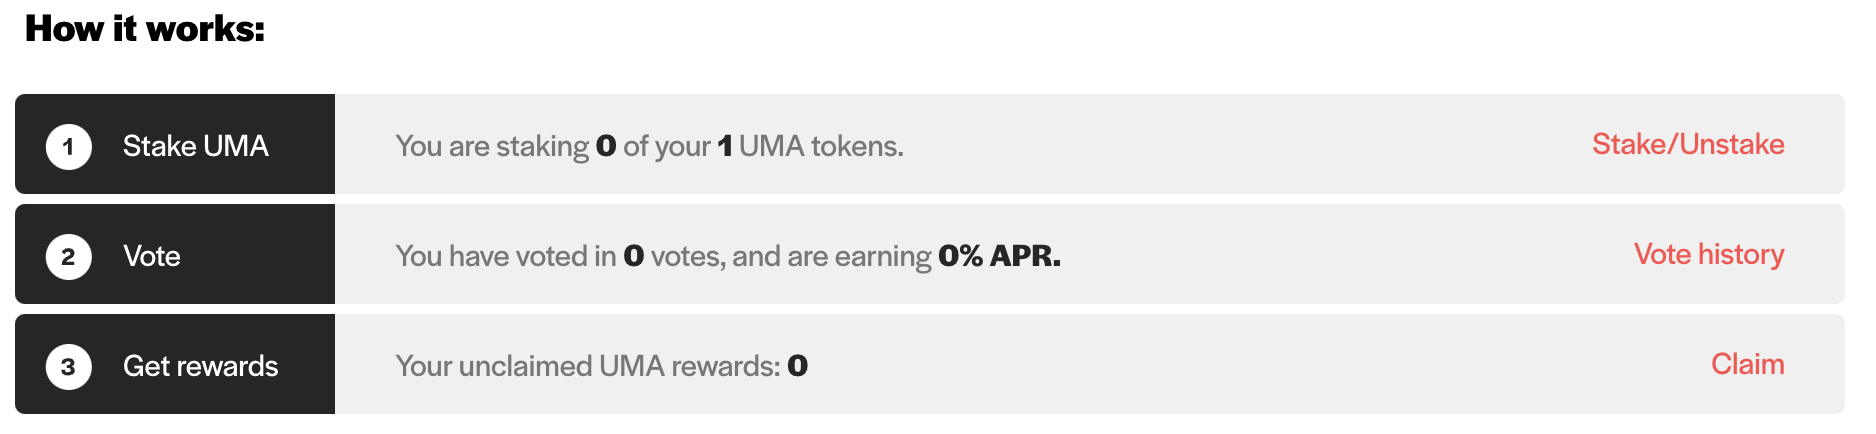 How it works:
1 Stake UMA You are staking 0 of your 1 UMA tokens. Stake/Unstake
2 Vote You have voted in 0 votes, and are earning 0% APR. Vote history
3 Get rewards Your unclaimed UMA rewards: 0 Claim